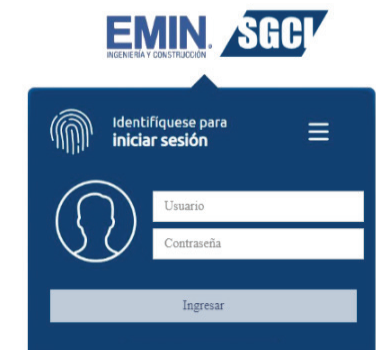 EMIN.
INGENIERÍA Y CONSTRUCCIÓN
SGCI
Identifíquese para
iniciar sesión
Usuario
Contraseña
Ingresar